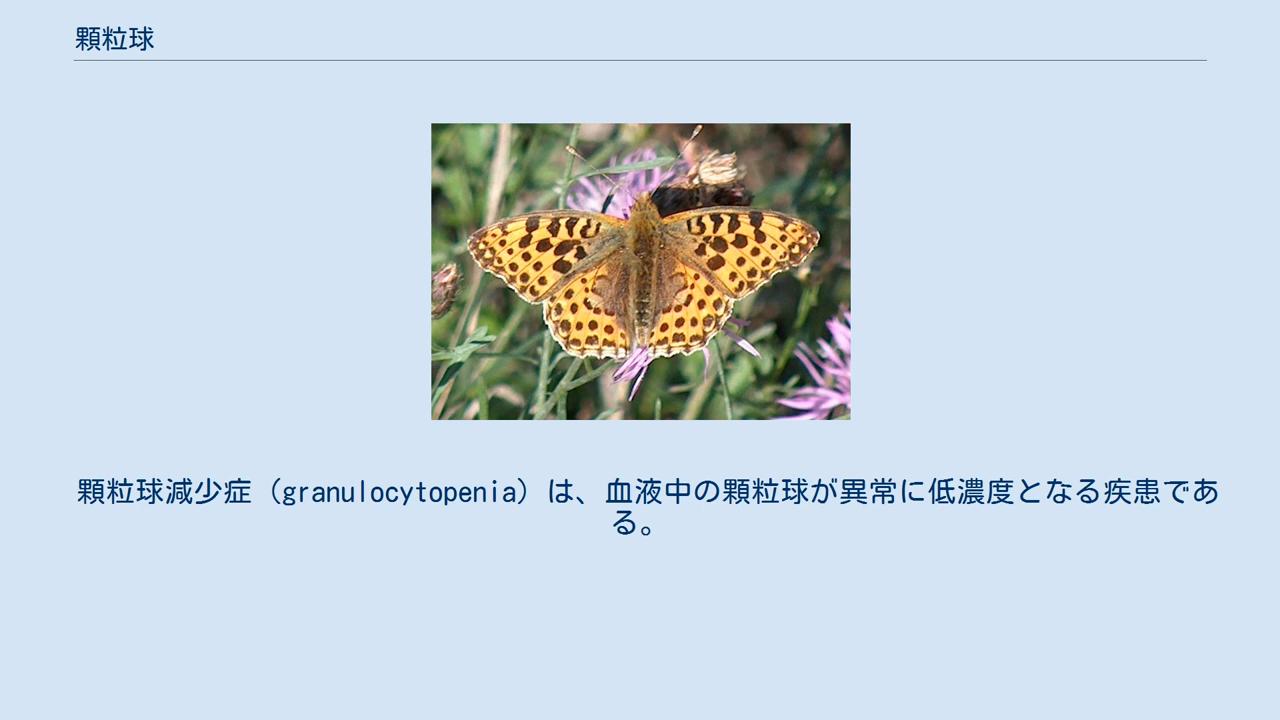 顆粒球
顆粒球減少症（granulocytopenia）は、血液中の顆粒球が異常に低濃度となる疾患であ
る。